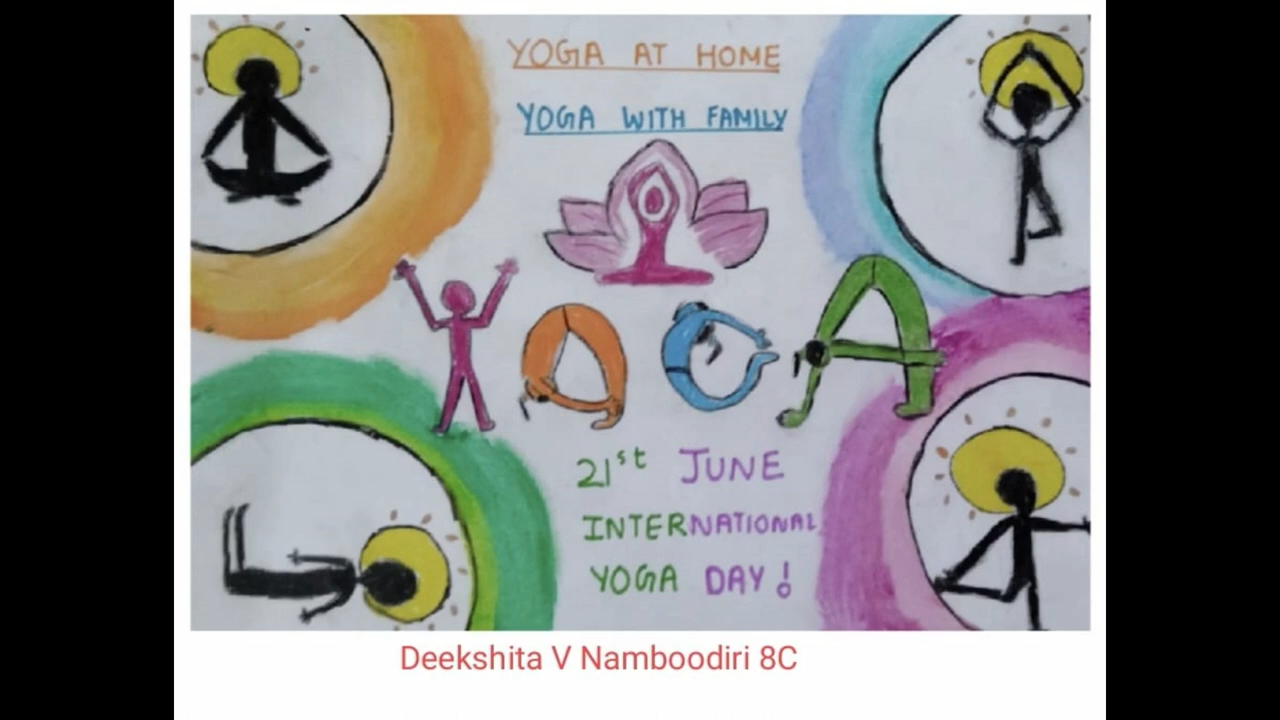 YOGA AT HOME
YOGA WITH FAMILY
YOGA
21st JUNE
INTERNATIONAL
YOGA DAY!
Deekshita V Namboodiri 8C